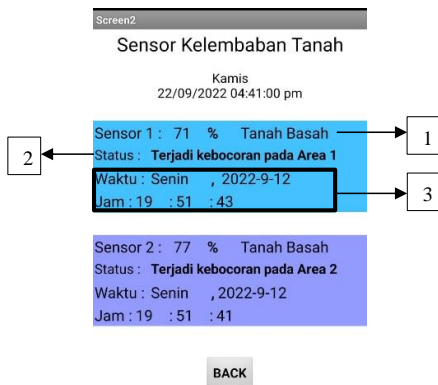 Screen2
Sensor Kelembaban Tanah
Kamis
22/09/2022 04:41:00 pm
Sensor 1 : 71 % Tanah Basah
1
2
Status : Terjadi kebocoran pada Area 1
Waktu : Senin , 2022-9-12
3
Jam : 19 : 51 : 43
Sensor 2 : 77 % Tanah Basah
Status : Terjadi kebocoran pada Area 2
Waktu : Senin , 2022-9-12
Jam : 19 : 51 : 41
BACK